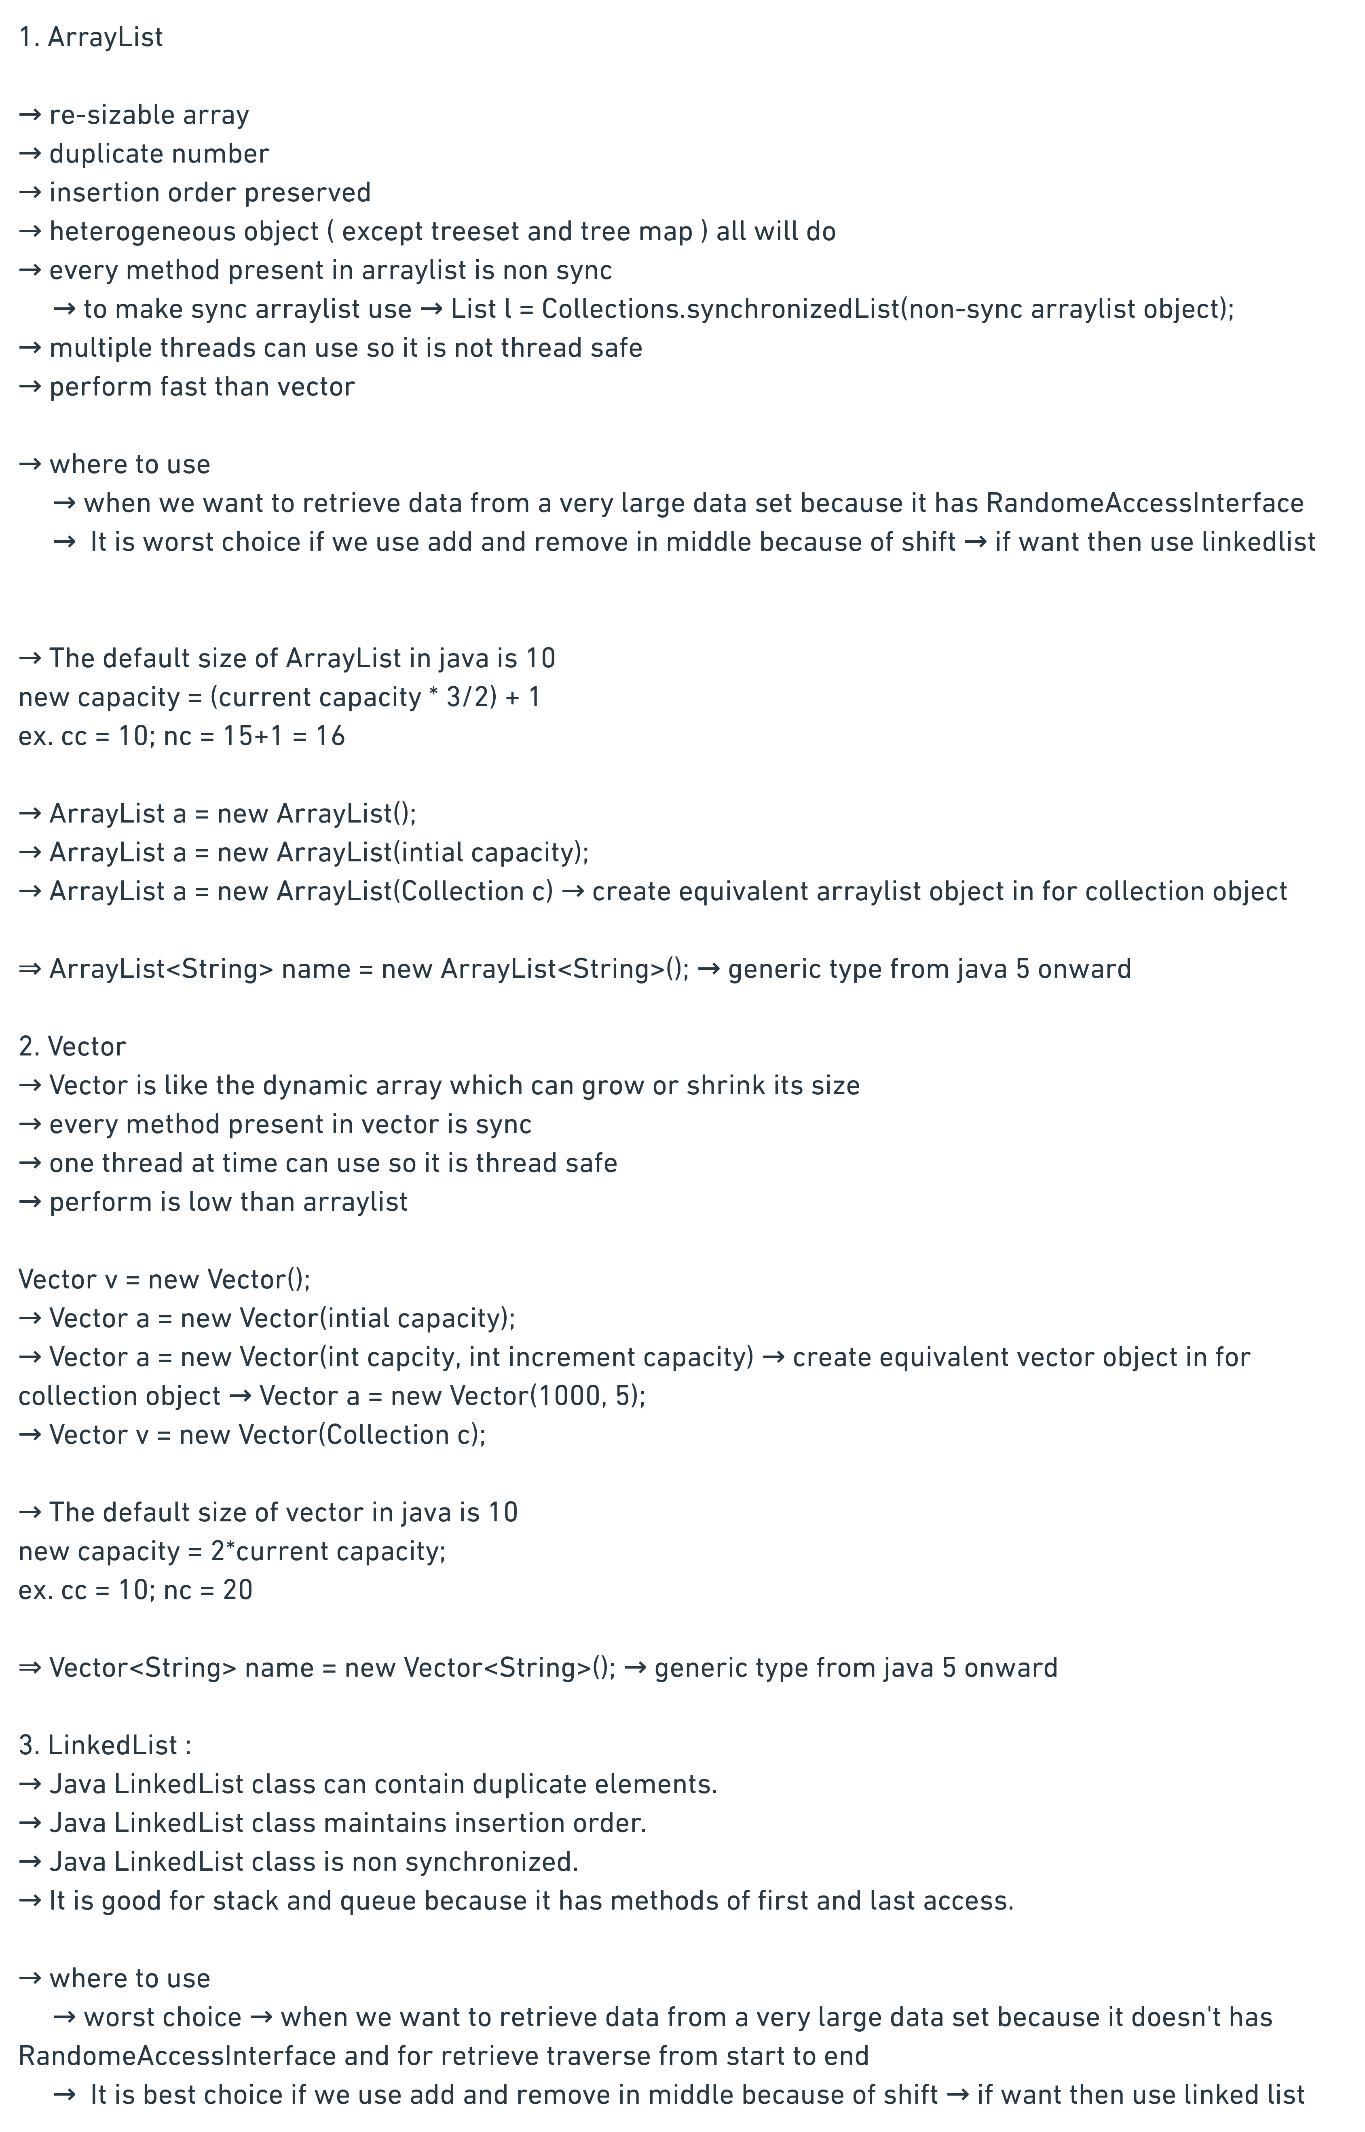 1. ArrayList
→ re-sizable array
→ duplicate number
→ insertion order preserved
→ heterogeneous object ( except treeset and tree map ) all will do
→ every method present in arraylist is non sync
→ to make sync arraylist use → List l = Collections.synchronizedList(non-sync arraylist object);
→ multiple threads can use so it is not thread safe
→ perform fast than vector
→ where to use
→ when we want to retrieve data from a very large data set because it has RandomeAccessInterface
→ It is worst choice if we use add and remove in middle because of shift → if want then use linkedlist
→ The default size of ArrayList in java is 10
new capacity = (current capacity * 3/2) + 1
ex. cc = 10; nc = 15+1 = 16
→ ArrayList a = new ArrayList();
→ ArrayList a = new ArrayList(intial capacity);
→ ArrayList a = new ArrayList(Collection c) → create equivalent arraylist object in for collection object
⇒ ArrayList<String> name = new ArrayList<String>(); → generic type from java 5 onward
2. Vector
→ Vector is like the dynamic array which can grow or shrink its size
→ every method present in vector is sync
→ one thread at time can use so it is thread safe
→ perform is low than arraylist
Vector v = new Vector();
→ Vector a = new Vector(intial capacity);
→ Vector a = new Vector(int capcity, int increment capacity) → create equivalent vector object in for
collection object → Vector a = new Vector(1000, 5);
→ Vector v = new Vector(Collection c);
→ The default size of vector in java is 10
new capacity = 2*current capacity;
ex. cc = 10; nc = 20
⇒ Vector<String> name = new Vector<String>(); → generic type from java 5 onward
3. LinkedList :
→ Java LinkedList class can contain duplicate elements.
→ Java LinkedList class maintains insertion order.
→ Java LinkedList class is non synchronized.
→ It is good for stack and queue because it has methods of first and last access.
→ where to use
→ worst choice → when we want to retrieve data from a very large data set because it doesn't has
RandomeAccessInterface and for retrieve traverse from start to end
→ It is best choice if we use add and remove in middle because of shift → if want then use linked list